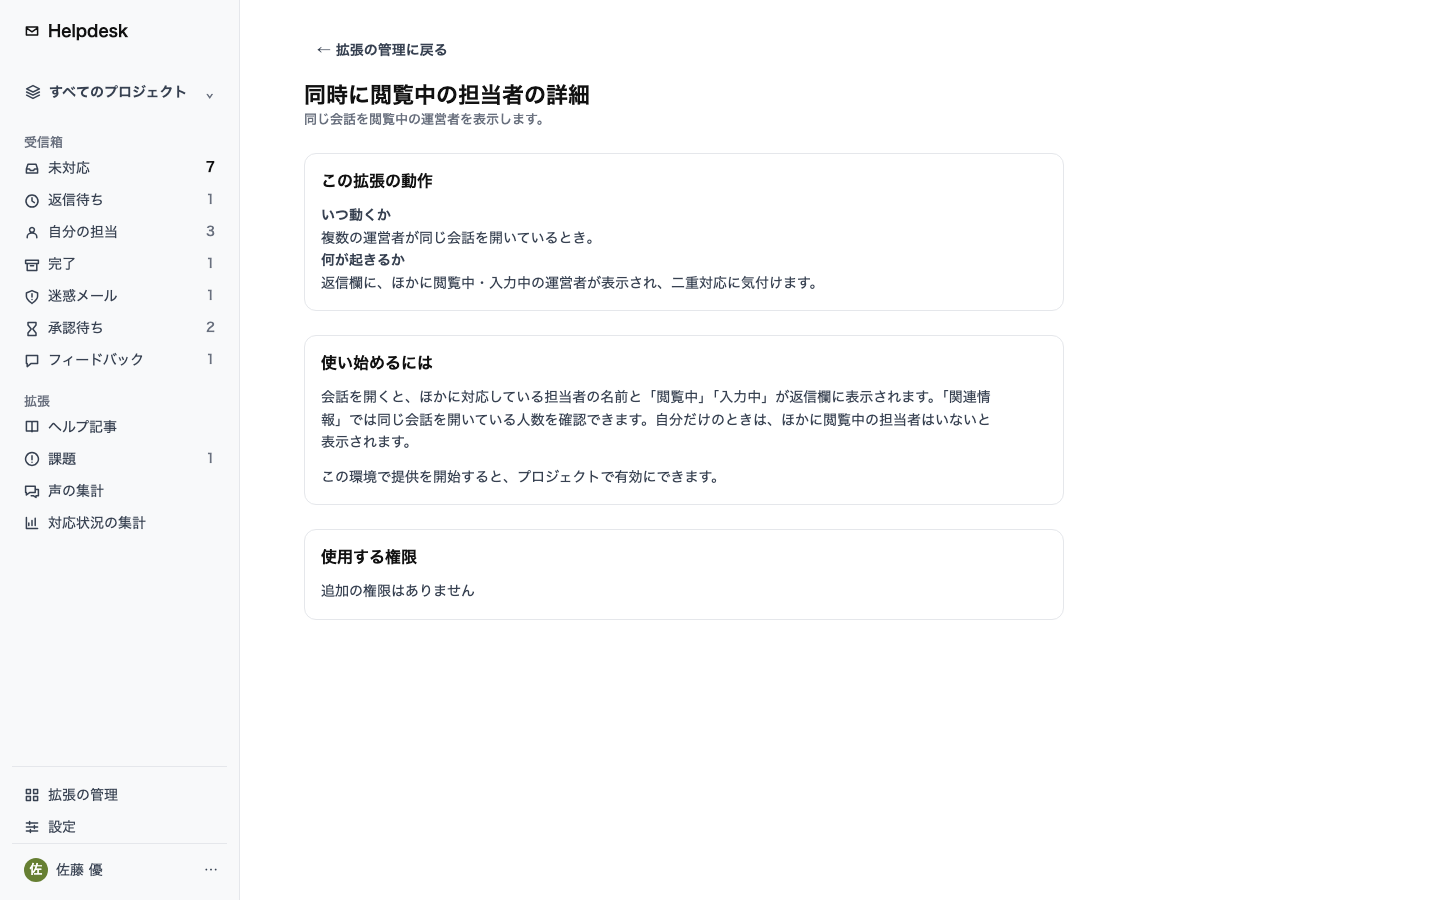 Helpdesk
すべてのプロジェクト
受信箱
未対応 7
返信待ち 1
自分の担当 3
完了 1
迷惑メール 1
承認待ち 2
フィードバック 1
拡張
ヘルプ記事
課題 1
声の集計
対応状況の集計
拡張の管理
設定
佐 佐藤 優 …
← 拡張の管理に戻る
同時に閲覧中の担当者の詳細
同じ会話を閲覧中の運営者を表示します。
この拡張の動作
いつ動くか
複数の運営者が同じ会話を開いているとき。
何が起きるか
返信欄に、ほかに閲覧中・入力中の運営者が表示され、二重対応に気付けます。
使い始めるには
会話を開くと、ほかに対応している担当者の名前と「閲覧中」「入力中」が返信欄に表示されます。「関連情
報」では同じ会話を開いている人数を確認できます。自分だけのときは、ほかに閲覧中の担当者はいないと
表示されます。
この環境で提供を開始すると、プロジェクトで有効にできます。
使用する権限
追加の権限はありません